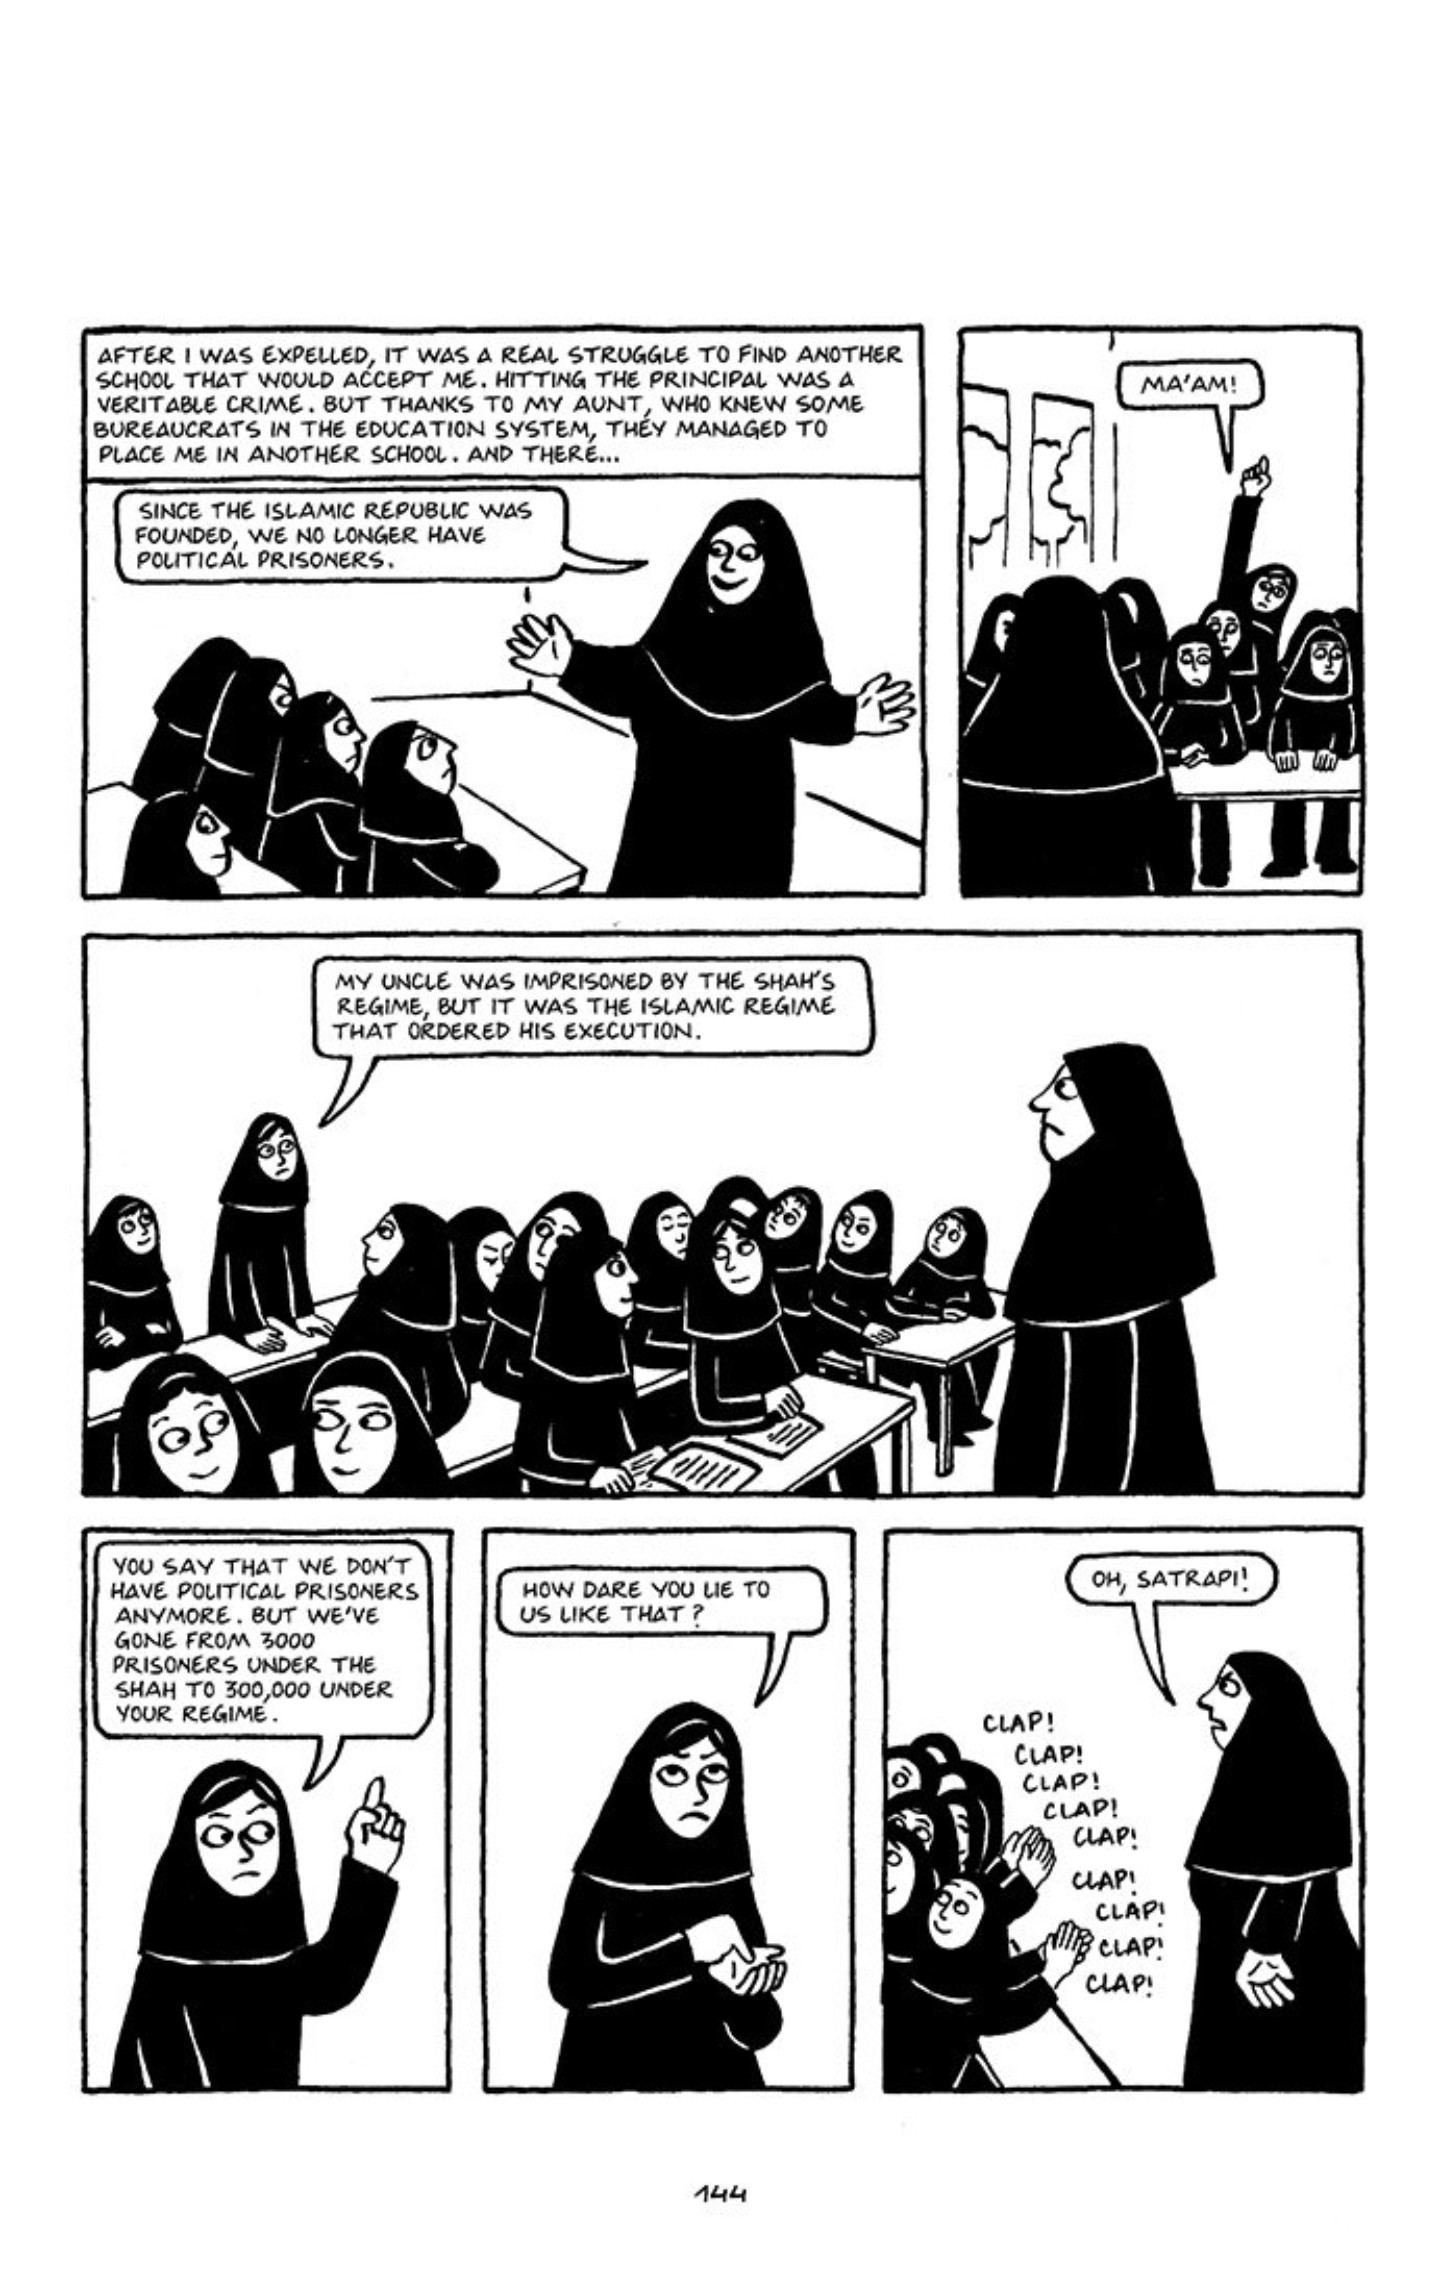 AFTER I WAS EXPELLED, IT WAS A REAL STRUGGLE TO FIND ANOTHER
SCHOOL THAT WOULD ACCEPT ME. HITTING THE PRINCIPAL WAS A
VERITABLE CRIME. BUT THANKS TO MY AUNT, WHO KNEW SOME
BUREAUCRATS IN THE EDUCATION SYSTEM, THEY MANAGED TO
PLACE ME IN ANOTHER SCHOOL. AND THERE...
SINCE THE ISLAMIC REPUBLIC WAS
FOUNDED, WE NO LONGER HAVE
POLITICAL PRISONERS.
MA'AM!
MY UNCLE WAS IMPRISONED BY THE SHAH'S
REGIME, BUT IT WAS THE ISLAMIC REGIME
THAT ORDERED HIS EXECUTION.
YOU SAY THAT WE DON'T
HAVE POLITICAL PRISONERS
ANYMORE. BUT WE'VE
GONE FROM 3000
PRISONERS UNDER THE
SHAH TO 300,000 UNDER
YOUR REGIME.
HOW DARE YOU LIE TO
US LIKE THAT?
OH, SATRAPI!
CLAP!
CLAP!
CLAP!
CLAP!
CLAP!
CLAP!
CLAP!
CLAP!
CLAP!
144